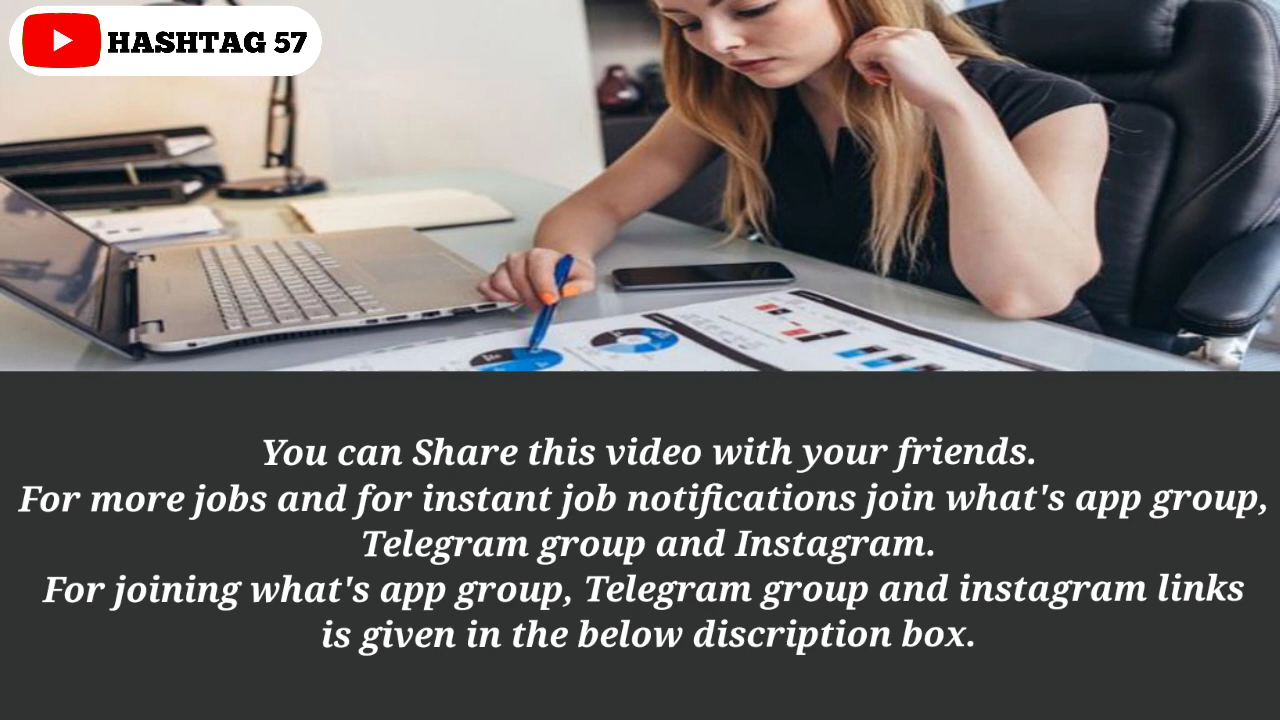 HASHTAG 57
You can Share this video with your friends.
For more jobs and for instant job notifications join what's app group,
Telegram group and Instagram.
For joining what's app group, Telegram group and instagram links
is given in the below discription box.